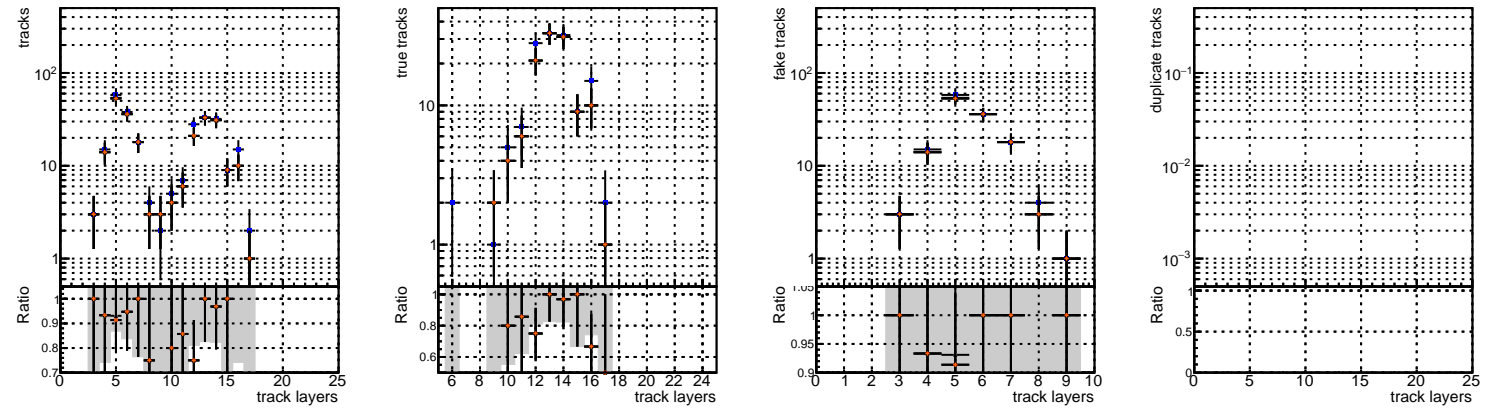 tracks
10²
10
1
Ratio
1
0.9
0.8
0.7
0 5 10 15 20 25
track layers
true tracks
10
1
Ratio
1
0.8
0.6
6 8 10 12 14 16 18 20 22 24
track layers
fake tracks
10²
10
1
Ratio
1.05
1
0.95
0.9
0 1 2 3 4 5 6 7 8 9 10
track layers
duplicate tracks
10⁻¹
10⁻²
10⁻³
Ratio
1
0.5
0
0 5 10 15 20 25
track layers